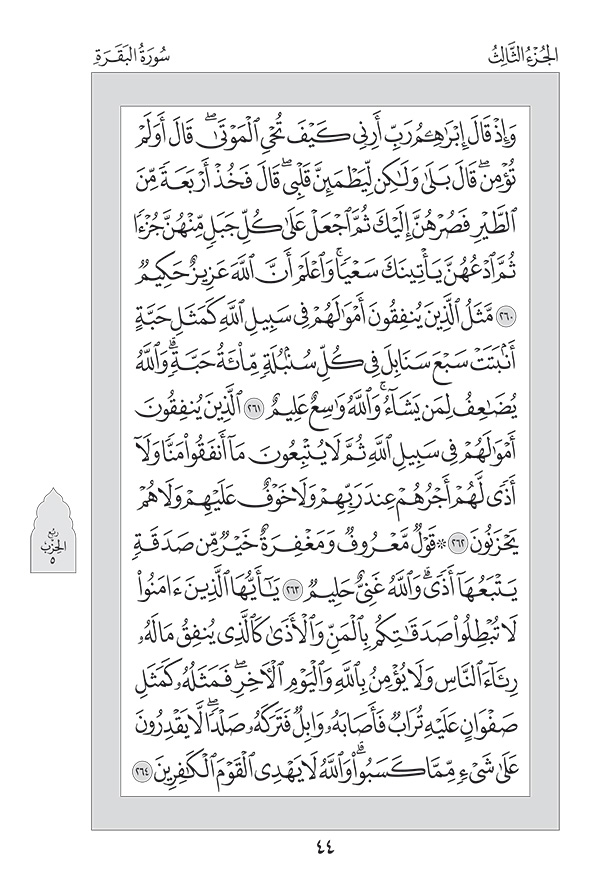 الجُزْءُ الثَّالِثُ
سُورَةُ البَقَرَةِ
وَإِذْ قَالَ إِبْرَٰهِـۧمُ رَبِّ أَرِنِى كَيْفَ تُحْىِ ٱلْمَوْتَىٰۖ قَالَ أَوَلَمْ
تُؤْمِنۖ قَالَ بَلَىٰ وَلَٰكِن لِّيَطْمَئِنَّ قَلْبِىۖ قَالَ فَخُذْ أَرْبَعَةً مِّنَ
ٱلطَّيْرِ فَصُرْهُنَّ إِلَيْكَ ثُمَّ ٱجْعَلْ عَلَىٰ كُلِّ جَبَلٍ مِّنْهُنَّ جُزْءًا
ثُمَّ ٱدْعُهُنَّ يَأْتِينَكَ سَعْيًاۚ وَٱعْلَمْ أَنَّ ٱللَّهَ عَزِيزٌ حَكِيمٌ
٢٦٠ مَّثَلُ ٱلَّذِينَ يُنفِقُونَ أَمْوَٰلَهُمْ فِى سَبِيلِ ٱللَّهِ كَمَثَلِ حَبَّةٍ
أَنۢبَتَتْ سَبْعَ سَنَابِلَ فِى كُلِّ سُنۢبُلَةٍ مِّا۟ئَةُ حَبَّةٍۗ وَٱللَّهُ
يُضَٰعِفُ لِمَن يَشَآءُۚ وَٱللَّهُ وَٰسِعٌ عَلِيمٌ ٢٦١ ٱلَّذِينَ يُنفِقُونَ
أَمْوَٰلَهُمْ فِى سَبِيلِ ٱللَّهِ ثُمَّ لَا يُتْبِعُونَ مَآ أَنفَقُوا۟ مَنًّا وَلَآ
أَذًى لَّهُمْ أَجْرُهُمْ عِندَ رَبِّهِمْ وَلَا خَوْفٌ عَلَيْهِمْ وَلَا هُمْ
يَحْزَنُونَ ٢٦٢ ۞ قَوْلٌ مَّعْرُوفٌ وَمَغْفِرَةٌ خَيْرٌ مِّن صَدَقَةٍ
يَتْبَعُهَآ أَذًىۗ وَٱللَّهُ غَنِىٌّ حَلِيمٌ ٢٦٣ يَٰٓأَيُّهَا ٱلَّذِينَ ءَامَنُوا۟
لَا تُبْطِلُوا۟ صَدَقَٰتِكُم بِٱلْمَنِّ وَٱلْأَذَىٰ كَٱلَّذِى يُنفِقُ مَالَهُۥ
رِئَآءَ ٱلنَّاسِ وَلَا يُؤْمِنُ بِٱللَّهِ وَٱلْيَوْمِ ٱلْءَاخِرِۖ فَمَثَلُهُۥ كَمَثَلِ
صَفْوَانٍ عَلَيْهِ تُرَابٌ فَأَصَابَهُۥ وَابِلٌ فَتَرَكَهُۥ صَلْدًاۖ لَّا يَقْدِرُونَ
عَلَىٰ شَىْءٍ مِّمَّا كَسَبُوا۟ۗ وَٱللَّهُ لَا يَهْدِى ٱلْقَوْمَ ٱلْكَٰفِرِينَ ٢٦٤
رُبْعُ
الحِزْبِ
٥
٤٤